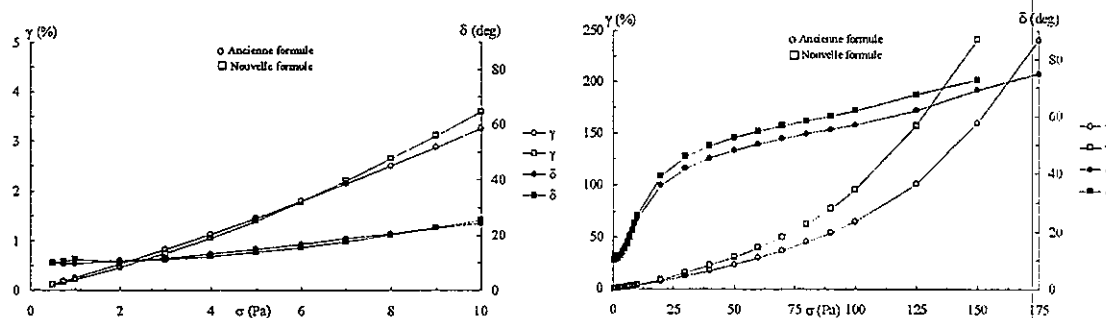 γ (%)
δ (deg)
5
4
3
2
1
0
80
60
40
20
0
Ancienne formule
Nouvelle formule
γ
γ
δ
δ
0 2 4 6 σ (Pa) 8 10
γ (%)
δ (deg)
250
200
150
100
50
0
80
60
40
20
0
Ancienne formule
Nouvelle formule
0 25 50 75 σ (Pa) 100 125 150 175